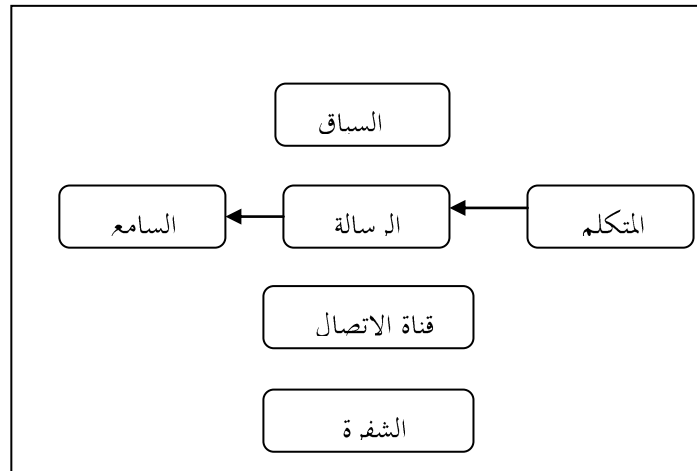 السياق
المتكلم الرسالة السامع
قناة الاتصال
الشفرة